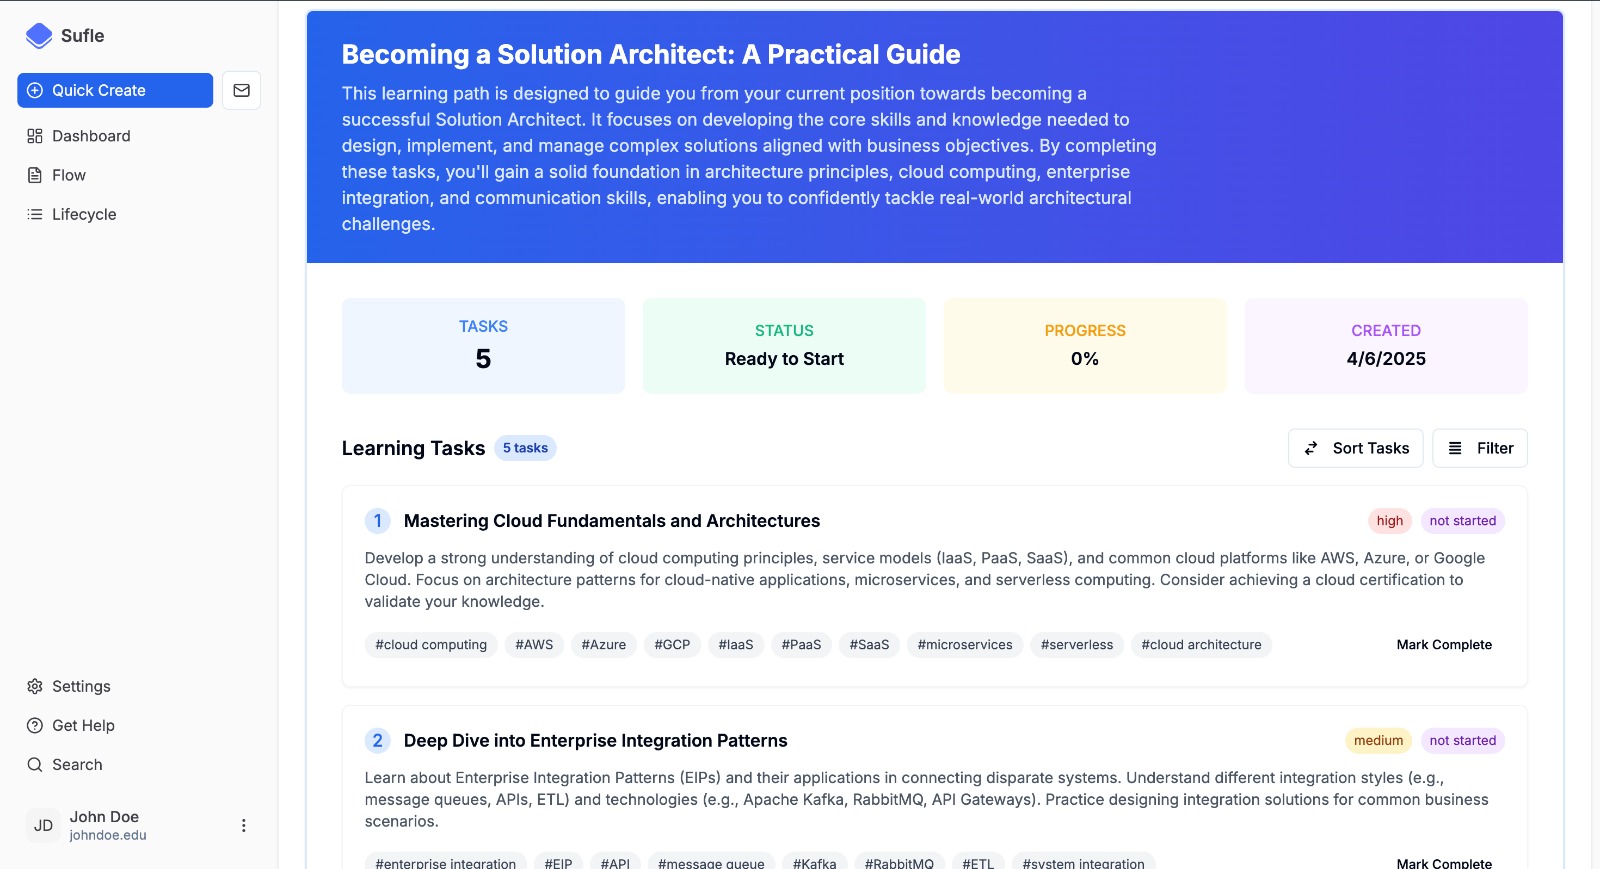 Sufle
Quick Create
Dashboard
Flow
Lifecycle
Settings
Get Help
Search
JD
John Doe
johndoe.edu
Becoming a Solution Architect: A Practical Guide
This learning path is designed to guide you from your current position towards becoming a
successful Solution Architect. It focuses on developing the core skills and knowledge needed to
design, implement, and manage complex solutions aligned with business objectives. By completing
these tasks, you'll gain a solid foundation in architecture principles, cloud computing, enterprise
integration, and communication skills, enabling you to confidently tackle real-world architectural
challenges.
TASKS
5
STATUS
Ready to Start
PROGRESS
0%
CREATED
4/6/2025
Learning Tasks 5 tasks
Sort Tasks
Filter
1 Mastering Cloud Fundamentals and Architectures
high not started
Develop a strong understanding of cloud computing principles, service models (IaaS, PaaS, SaaS), and common cloud platforms like AWS, Azure, or Google
Cloud. Focus on architecture patterns for cloud-native applications, microservices, and serverless computing. Consider achieving a cloud certification to
validate your knowledge.
#cloud computing #AWS #Azure #GCP #IaaS #PaaS #SaaS #microservices #serverless #cloud architecture
Mark Complete
2 Deep Dive into Enterprise Integration Patterns
medium not started
Learn about Enterprise Integration Patterns (EIPs) and their applications in connecting disparate systems. Understand different integration styles (e.g.,
message queues, APIs, ETL) and technologies (e.g., Apache Kafka, RabbitMQ, API Gateways). Practice designing integration solutions for common business
scenarios.
#enterprise integration #EIP #API #message queue #Kafka #RabbitMQ #ETL #system integration
Mark Complete